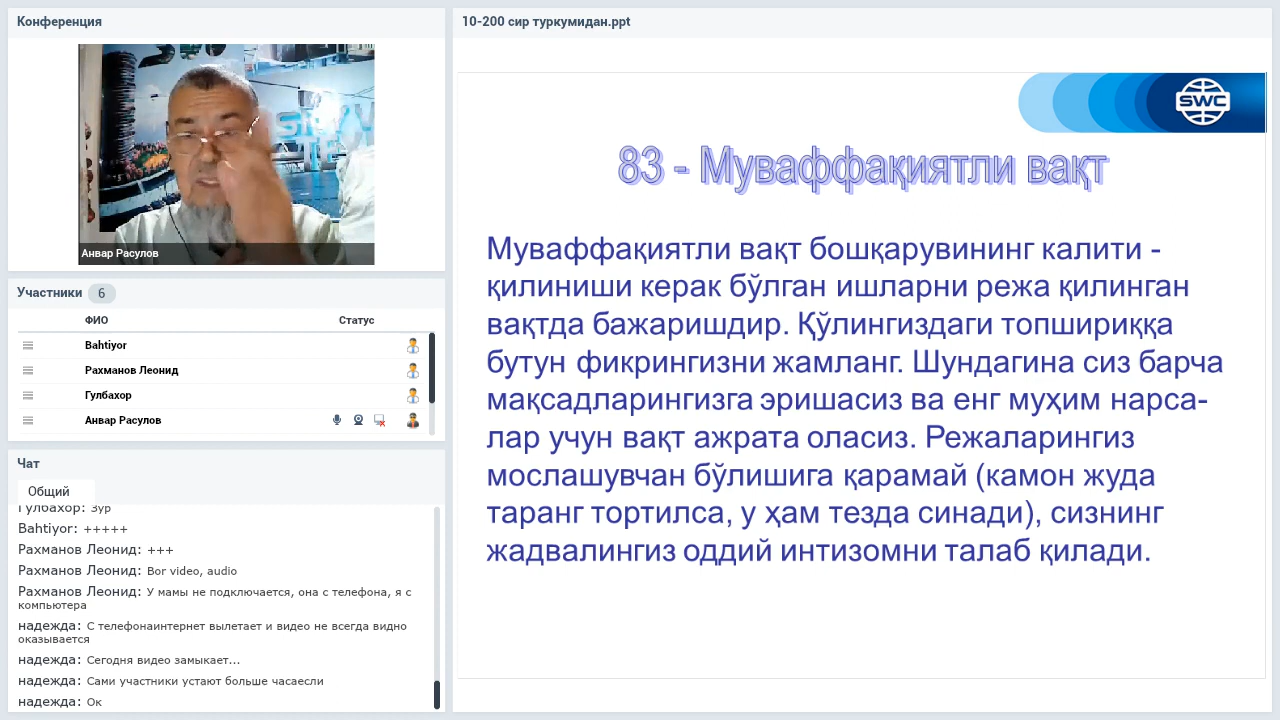 Конференция
Анвар Расулов
Участники 6
ФИО Статус
Bahtiyor
Рахманов Леонид
Гулбахор
Анвар Расулов
Чат
Общий
Гулбахор: Зур
Bahtiyor: +++++
Рахманов Леонид: +++
Рахманов Леонид: Bor video, audio
Рахманов Леонид: У мамы не подключается, она с телефона, я с
компьютера
надежда: С телефонаинтернет вылетает и видео не всегда видно
оказывается
надежда: Сегодня видео замыкает...
надежда: Сами участники устают больше часаесли
надежда: Ок
10-200 сир туркумидан.ppt
SWC
83 - Муваффақиятли вақт
Муваффақиятли вақт бошқарувининг калити -
қилиниши керак бўлган ишларни режа қилинган
вақтда бажаришдир. Қўлингиздаги топшириққа
бутун фикрингизни жамланг. Шундагина сиз барча
мақсадларингизга эришасиз ва енг муҳим нарса-
лар учун вақт ажрата оласиз. Режаларингиз
мослашувчан бўлишига қарамай (камон жуда
таранг тортилса, у ҳам тезда синади), сизнинг
жадвалингиз оддий интизомни талаб қилади.